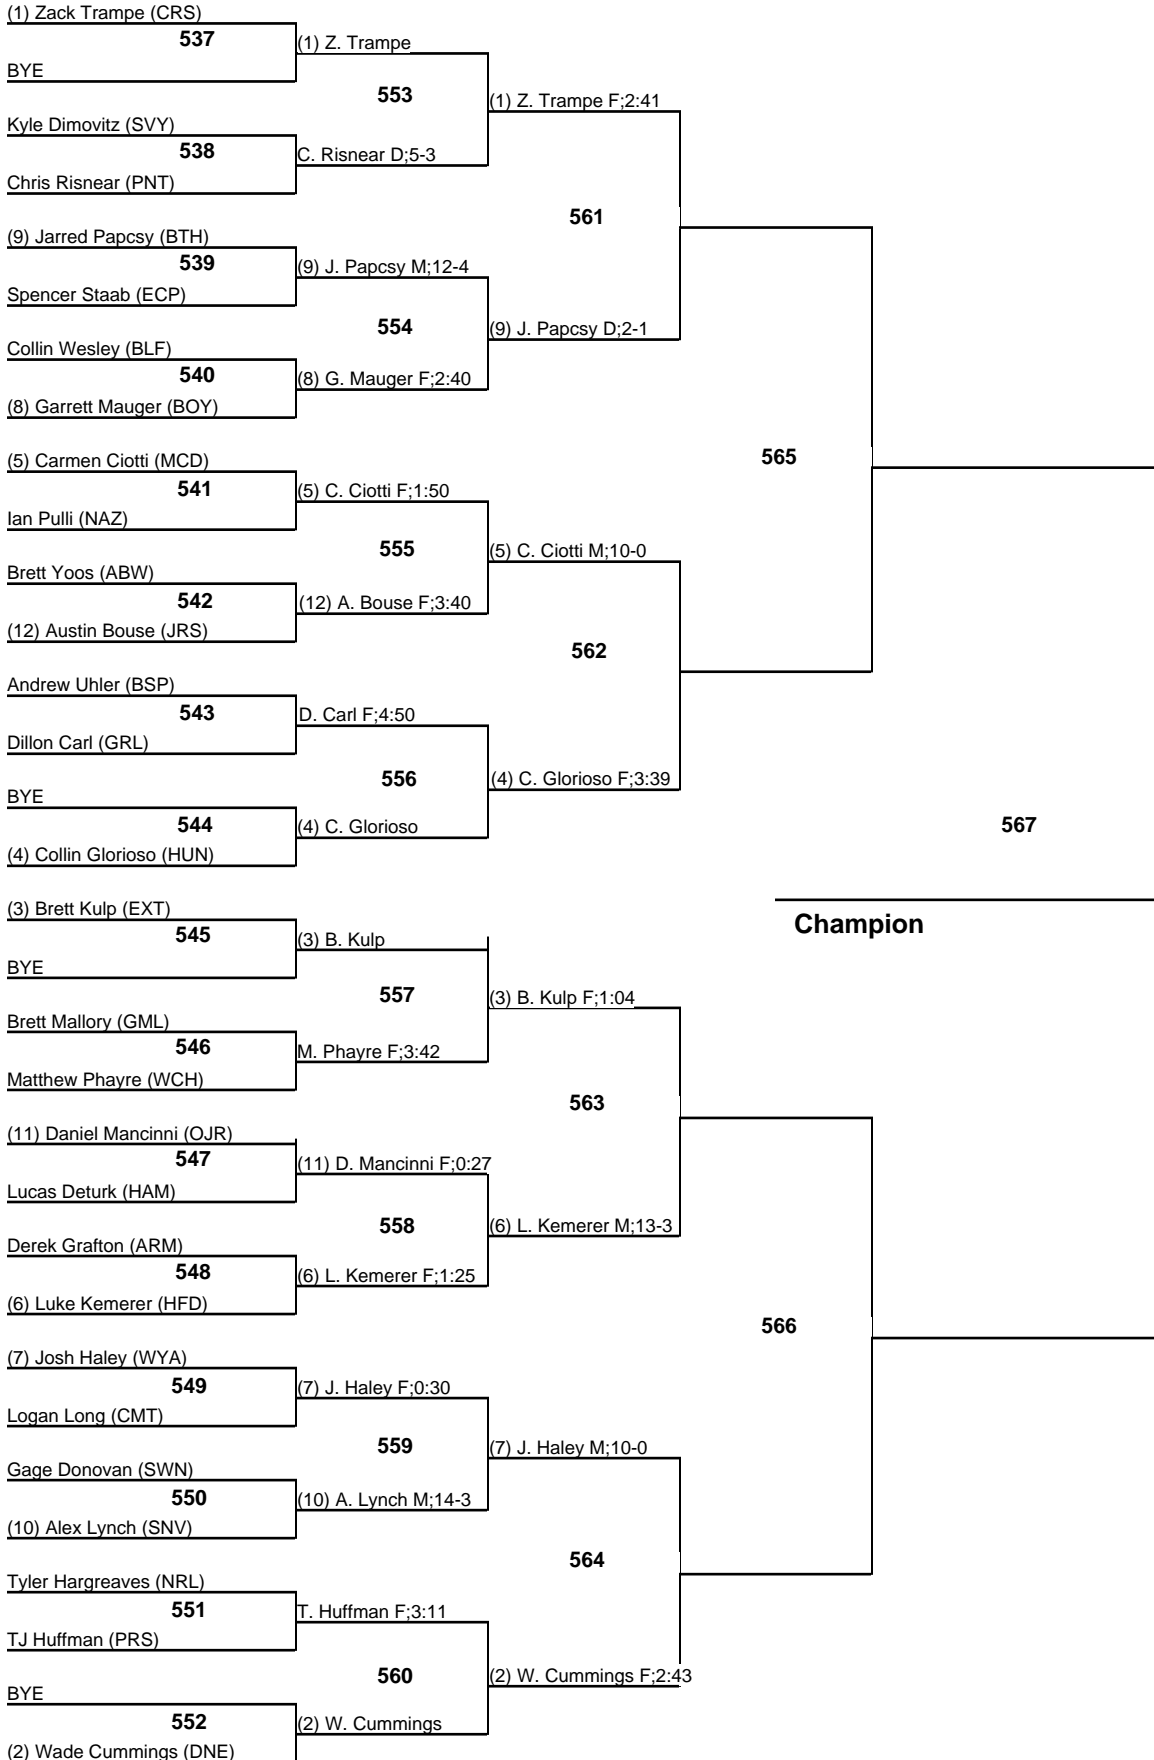 (1) Zack Trampe (CRS)
537
(1) Z. Trampe
BYE
553
(1) Z. Trampe F;2:41
Kyle Dimovitz (SVY)
538
C. Risnear D;5-3
Chris Risnear (PNT)
561
(9) Jarred Papcsy (BTH)
539
(9) J. Papcsy M;12-4
Spencer Staab (ECP)
554
(9) J. Papcsy D;2-1
Collin Wesley (BLF)
540
(8) G. Mauger F;2:40
(8) Garrett Mauger (BOY)
565
(5) Carmen Ciotti (MCD)
541
(5) C. Ciotti F;1:50
Ian Pulli (NAZ)
555
(5) C. Ciotti M;10-0
Brett Yoos (ABW)
542
(12) A. Bouse F;3:40
(12) Austin Bouse (JRS)
562
Andrew Uhler (BSP)
543
D. Carl F;4:50
Dillon Carl (GRL)
556
(4) C. Glorioso F;3:39
BYE
544
(4) C. Glorioso
(4) Collin Glorioso (HUN)
567
Champion
(3) Brett Kulp (EXT)
545
(3) B. Kulp
BYE
557
(3) B. Kulp F;1:04
Brett Mallory (GML)
546
M. Phayre F;3:42
Matthew Phayre (WCH)
563
(11) Daniel Mancinni (OJR)
547
(11) D. Mancinni F;0:27
Lucas Deturk (HAM)
558
(6) L. Kemerer M;13-3
Derek Grafton (ARM)
548
(6) L. Kemerer F;1:25
(6) Luke Kemerer (HFD)
566
(7) Josh Haley (WYA)
549
(7) J. Haley F;0:30
Logan Long (CMT)
559
(7) J. Haley M;10-0
Gage Donovan (SWN)
550
(10) A. Lynch M;14-3
(10) Alex Lynch (SNV)
564
Tyler Hargreaves (NRL)
551
T. Huffman F;3:11
TJ Huffman (PRS)
560
(2) W. Cummings F;2:43
BYE
552
(2) W. Cummings
(2) Wade Cummings (DNE)